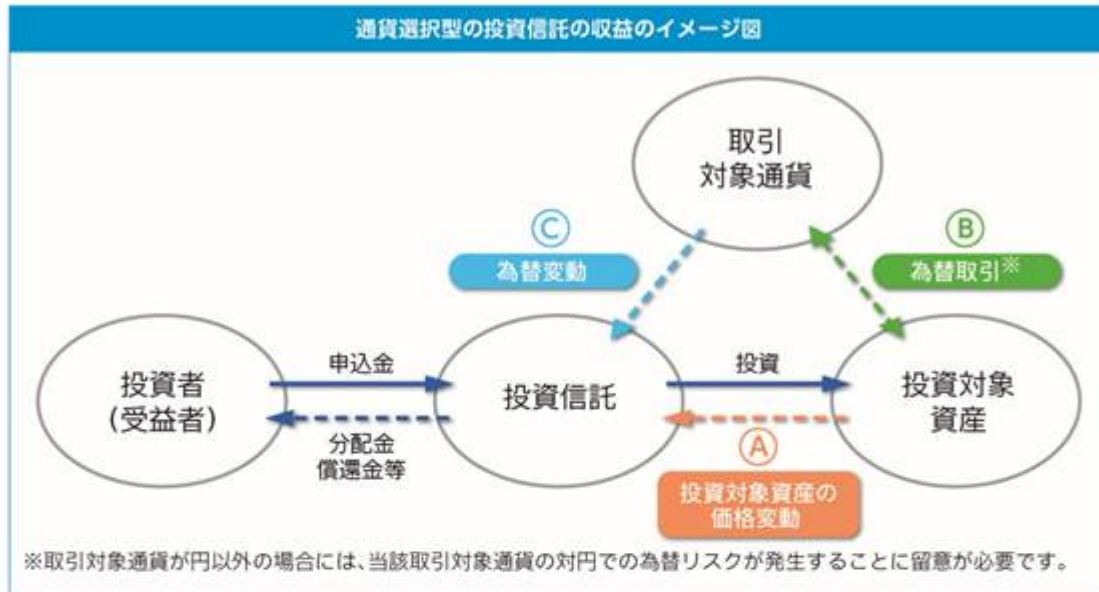 通貨選択型の投資信託の収益のイメージ図
取引
対象通貨
Ⓒ
為替変動
Ⓑ
為替取引※
投資者
(受益者)
申込金
分配金
償還金等
投資信託
投資
Ⓐ
投資対象資産の
価格変動
投資対象
資産
※取引対象通貨が円以外の場合には、当該取引対象通貨の対円での為替リスクが発生することに留意が必要です。